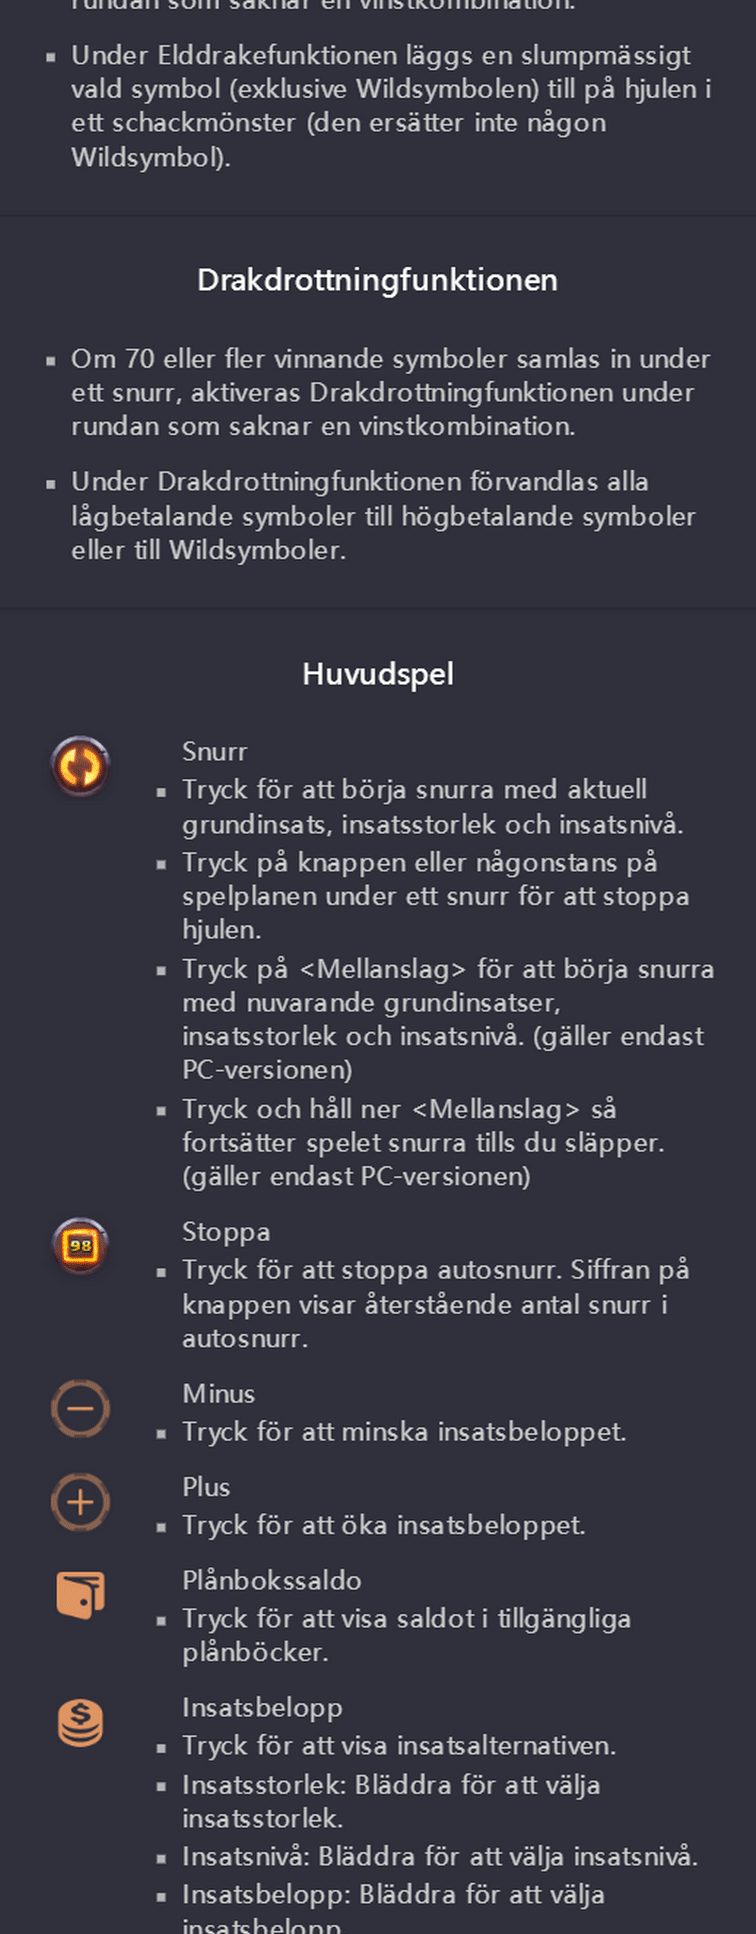 rundan som saknar en vinstkombination.
Under Elddrakefunktionen läggs en slumpmässigt
vald symbol (exklusive Wildsymbolen) till på hjulen i
ett schackmönster (den ersätter inte någon
Wildsymbol).
Drakdrottningfunktionen
Om 70 eller fler vinnande symboler samlas in under
ett snurr, aktiveras Drakdrottningfunktionen under
rundan som saknar en vinstkombination.
Under Drakdrottningfunktionen förvandlas alla
lågbetalande symboler till högbetalande symboler
eller till Wildsymboler.
Huvudspel
Snurr
Tryck för att börja snurra med aktuell
grundinsats, insatsstorlek och insatsnivå.
Tryck på knappen eller någonstans på
spelplanen under ett snurr för att stoppa
hjulen.
Tryck på <Mellanslag> för att börja snurra
med nuvarande grundinsatser,
insatsstorlek och insatsnivå. (gäller endast
PC-versionen)
Tryck och håll ner <Mellanslag> så
fortsätter spelet snurra tills du släpper.
(gäller endast PC-versionen)
98
Stoppa
Tryck för att stoppa autosnurr. Siffran på
knappen visar återstående antal snurr i
autosnurr.
Minus
Tryck för att minska insatsbeloppet.
Plus
Tryck för att öka insatsbeloppet.
Plånbokssaldo
Tryck för att visa saldot i tillgängliga
plånböcker.
$
Insatsbelopp
Tryck för att visa insatsalternativen.
Insatsstorlek: Bläddra för att välja
insatsstorlek.
Insatsnivå: Bläddra för att välja insatsnivå.
Insatsbelopp: Bläddra för att välja
insatsbelopp